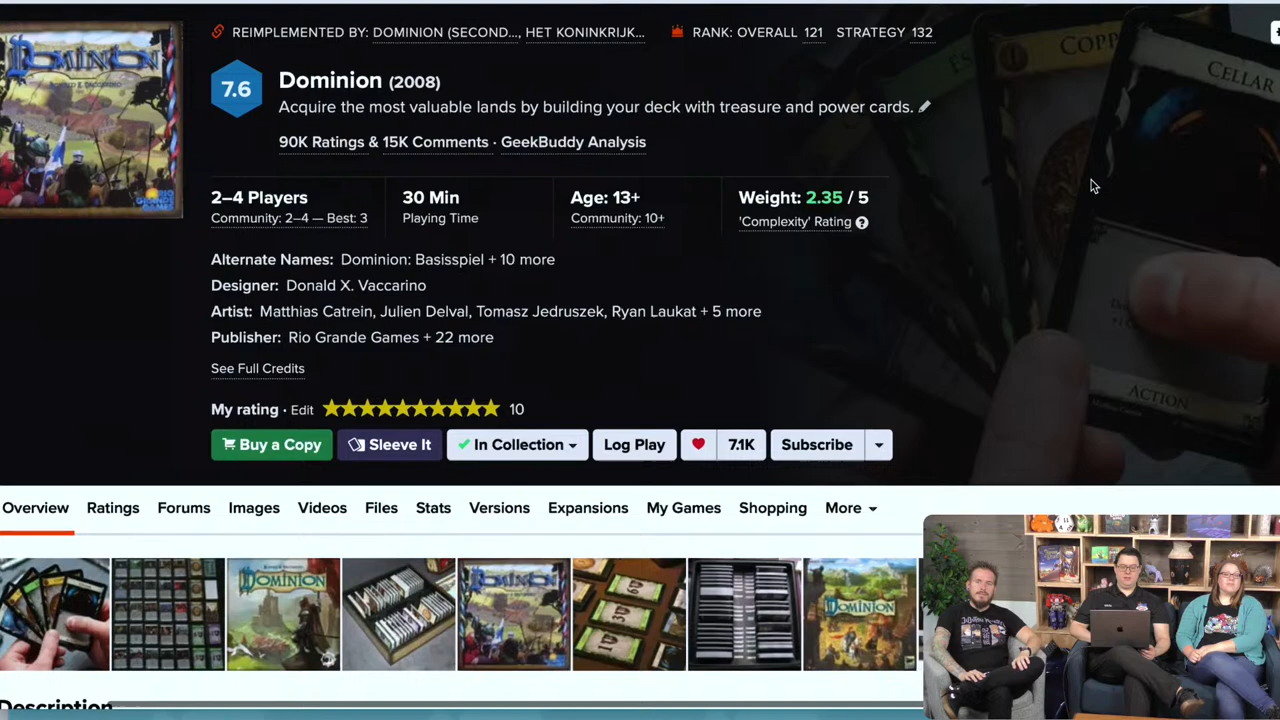 REIMPLEMENTED BY: DOMINION (SECOND..., HET KONINKRIJK... RANK: OVERALL 121 STRATEGY 132
DOMINION
7.6
Dominion (2008)
Acquire the most valuable lands by building your deck with treasure and power cards.
90K Ratings & 15K Comments · GeekBuddy Analysis
2–4 Players
Community: 2–4 — Best: 3
30 Min
Playing Time
Age: 13+
Community: 10+
Weight: 2.35 / 5
'Complexity' Rating
Alternate Names: Dominion: Basisspiel + 10 more
Designer: Donald X. Vaccarino
Artist: Matthias Catrein, Julien Delval, Tomasz Jedruszek, Ryan Laukat + 5 more
Publisher: Rio Grande Games + 22 more
See Full Credits
My rating · Edit 10
Buy a Copy Sleeve It In Collection Log Play 7.1K Subscribe
COPP
CELLAR
ACTION
Overview Ratings Forums Images Videos Files Stats Versions Expansions My Games Shopping More
DOMINION
DOMINION
DOMINION
Description